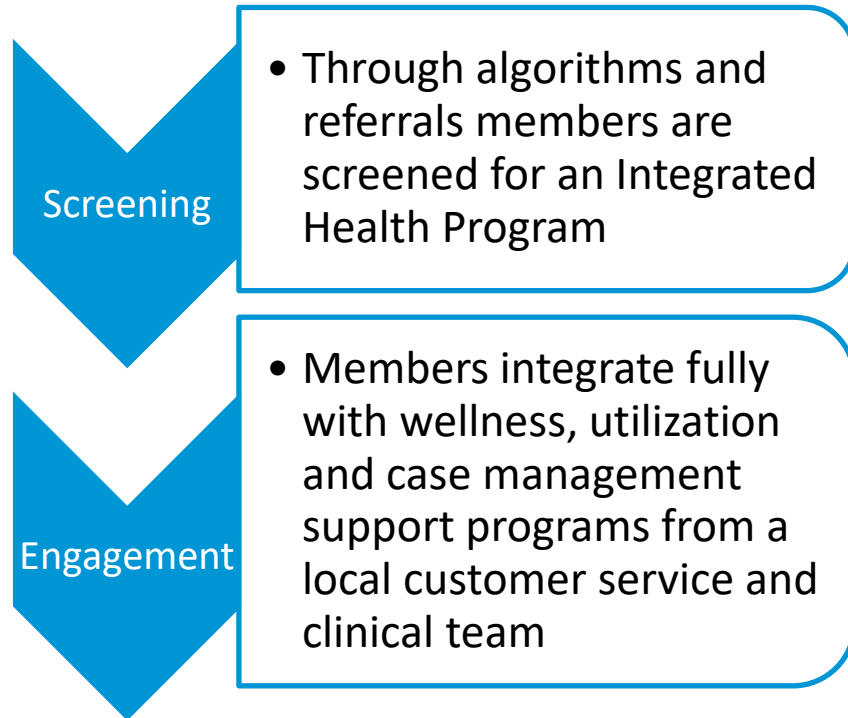 Screening
• Through algorithms and
referrals members are
screened for an Integrated
Health Program
Engagement
• Members integrate fully
with wellness, utilization
and case management
support programs from a
local customer service and
clinical team